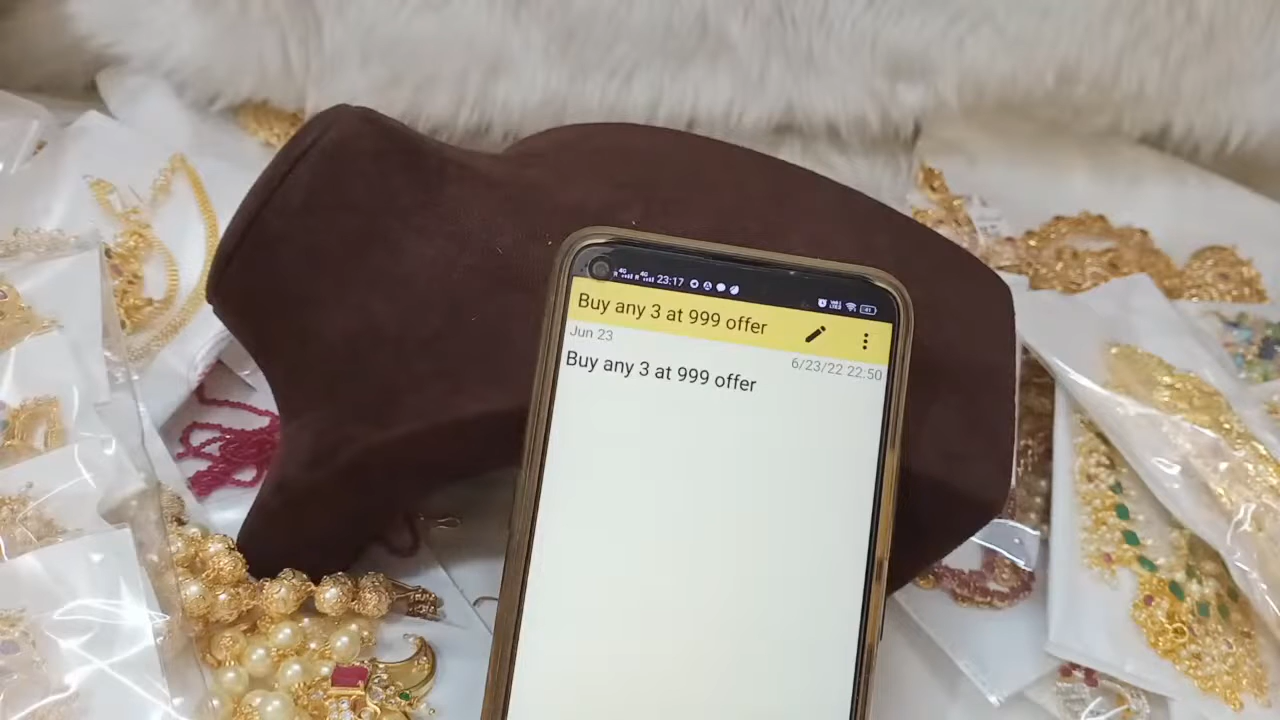 23:17
Buy any 3 at 999 offer
Jun 23
6/23/22 22:50
Buy any 3 at 999 offer